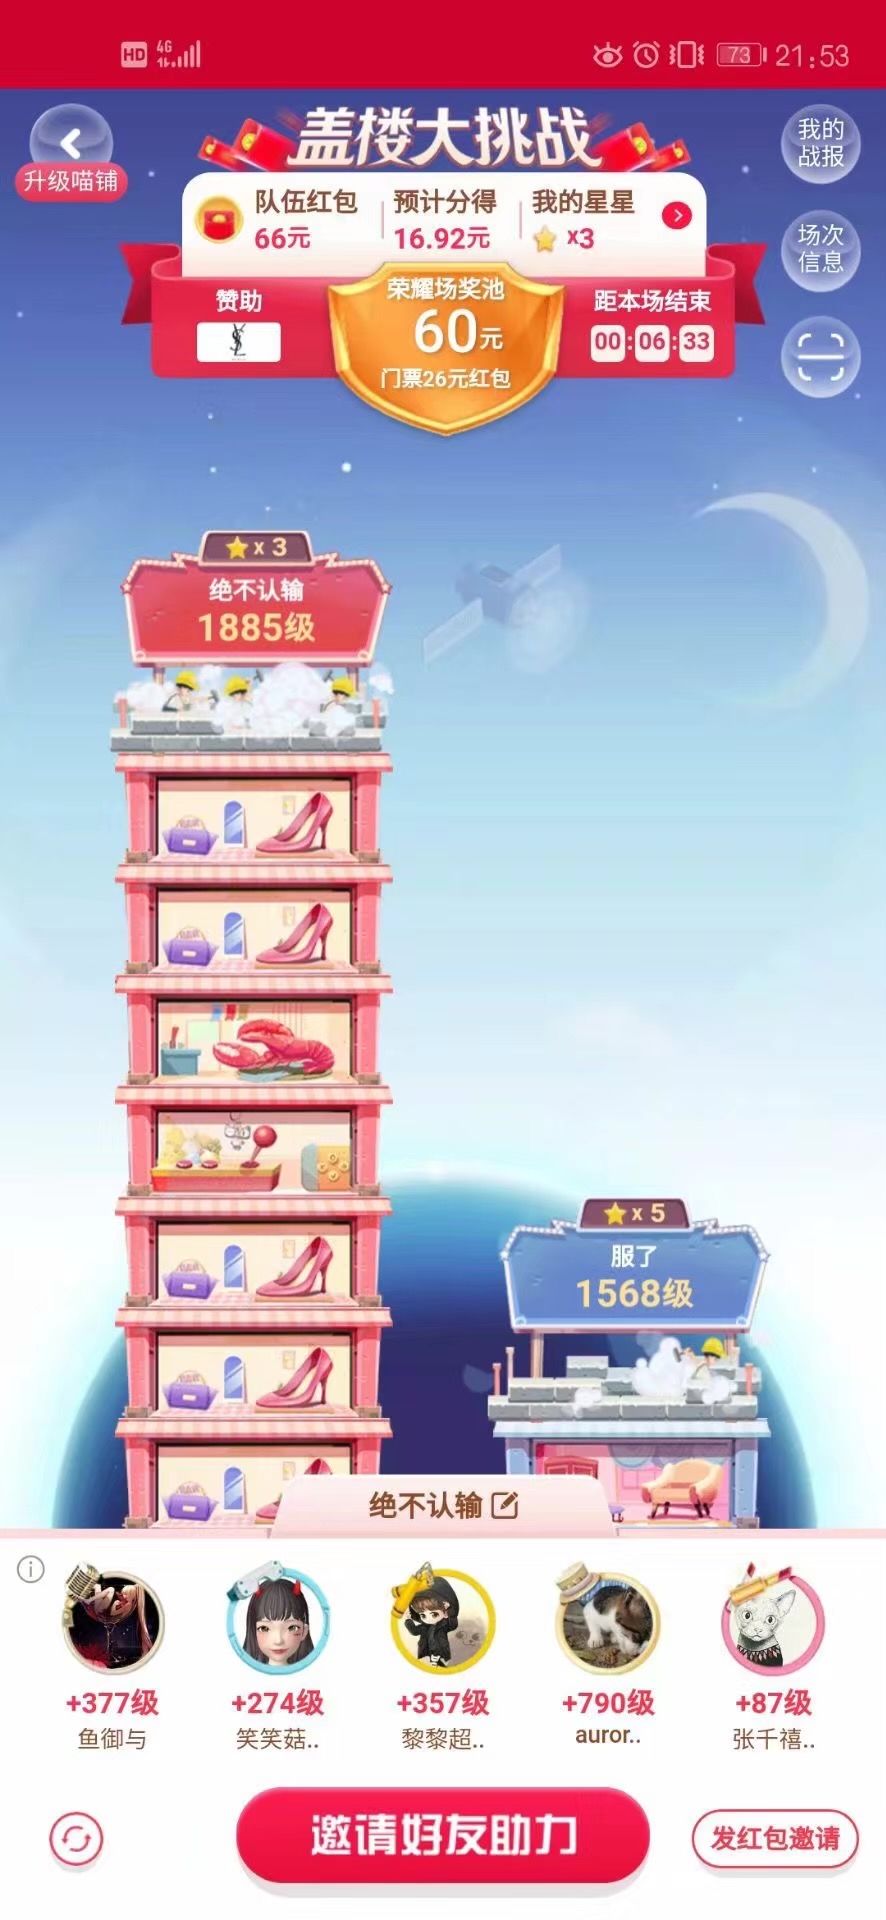 HD 4G 73 21:53
盖楼大挑战
升级喵铺
我的
战报
队伍红包 预计分得 我的星星
66元 16.92元 x3
场次
信息
赞助
YSL
荣耀场奖池
60元
门票26元红包
距本场结束
00:06:33
x 3
绝不认输
1885级
x 5
服了
1568级
绝不认输
+377级 +274级 +357级 +790级 +87级
鱼御与 笑笑菇.. 黎黎超.. auror.. 张千禧..
邀请好友助力
发红包邀请